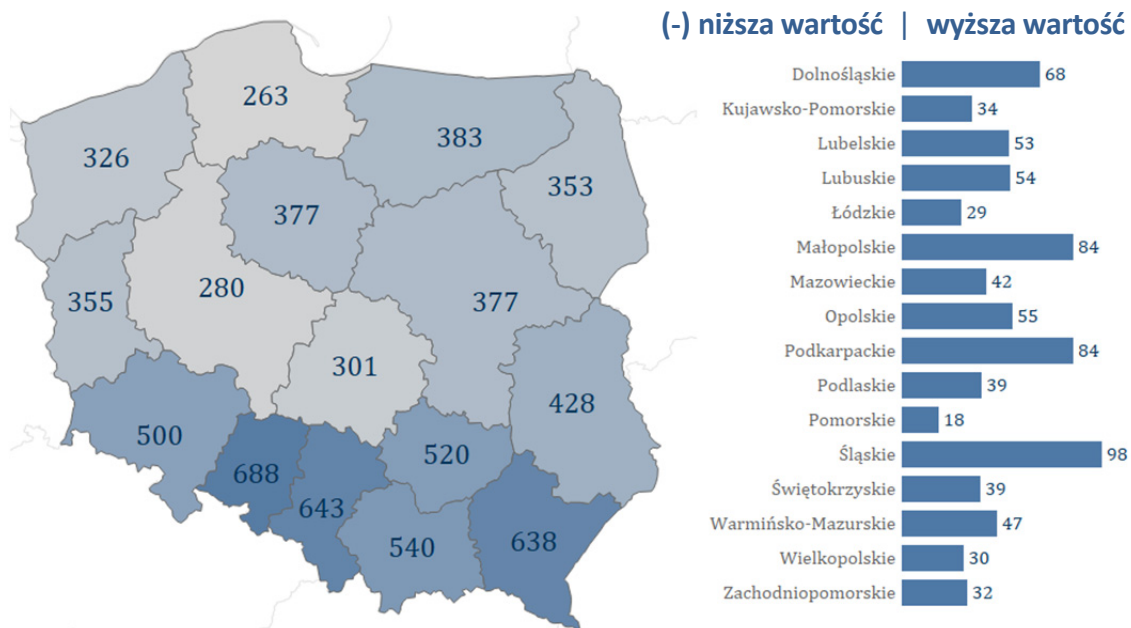 (-) niższa wartość | wyższa wartość
263
326
383
353
377
280
355
377
301
428
500
520
688
643
540
638
Dolnośląskie 68
Kujawsko-Pomorskie 34
Lubelskie 53
Lubuskie 54
Łódzkie 29
Małopolskie 84
Mazowieckie 42
Opolskie 55
Podkarpackie 84
Podlaskie 39
Pomorskie 18
Śląskie 98
Świętokrzyskie 39
Warmińsko-Mazurskie 47
Wielkopolskie 30
Zachodniopomorskie 32